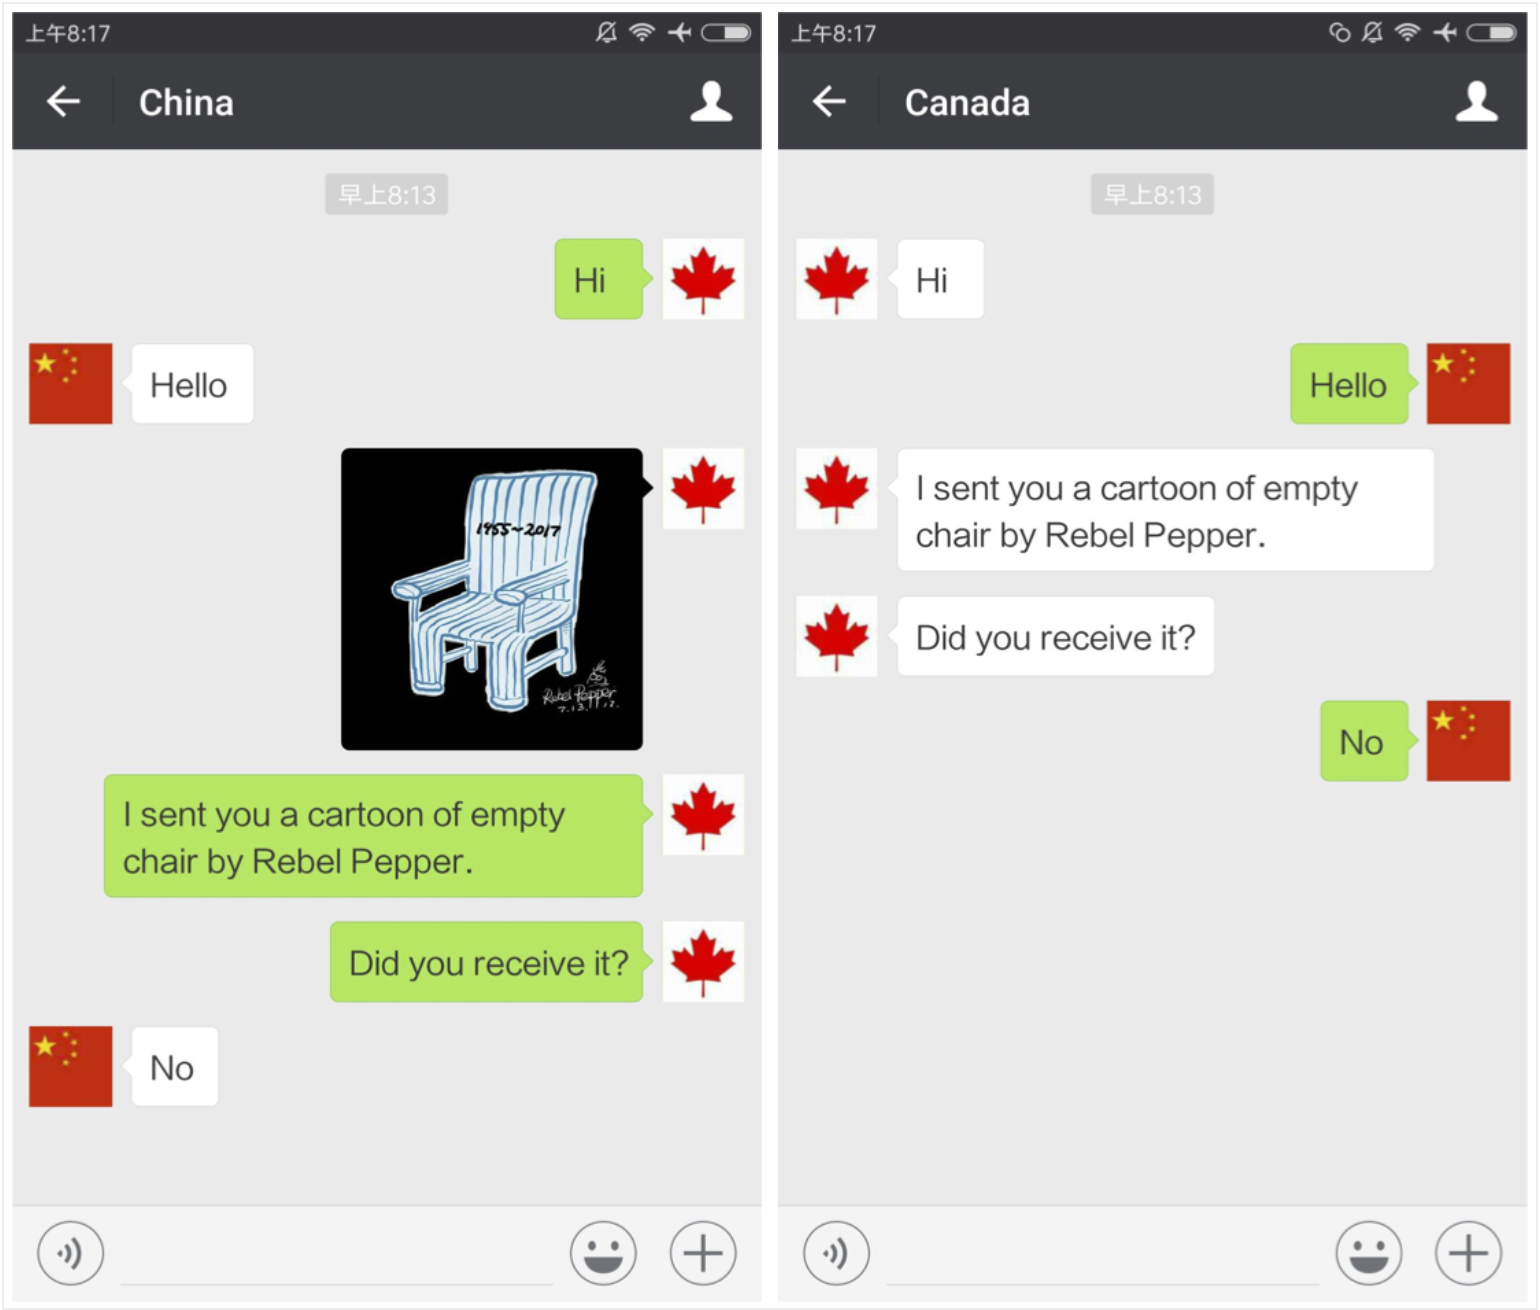 上午8:17
China
早上8:13
Hi
Hello
1955~2017
Rebel Pepper
7.13.17.
I sent you a cartoon of empty
chair by Rebel Pepper.
Did you receive it?
No
上午8:17
Canada
早上8:13
Hi
Hello
I sent you a cartoon of empty
chair by Rebel Pepper.
Did you receive it?
No